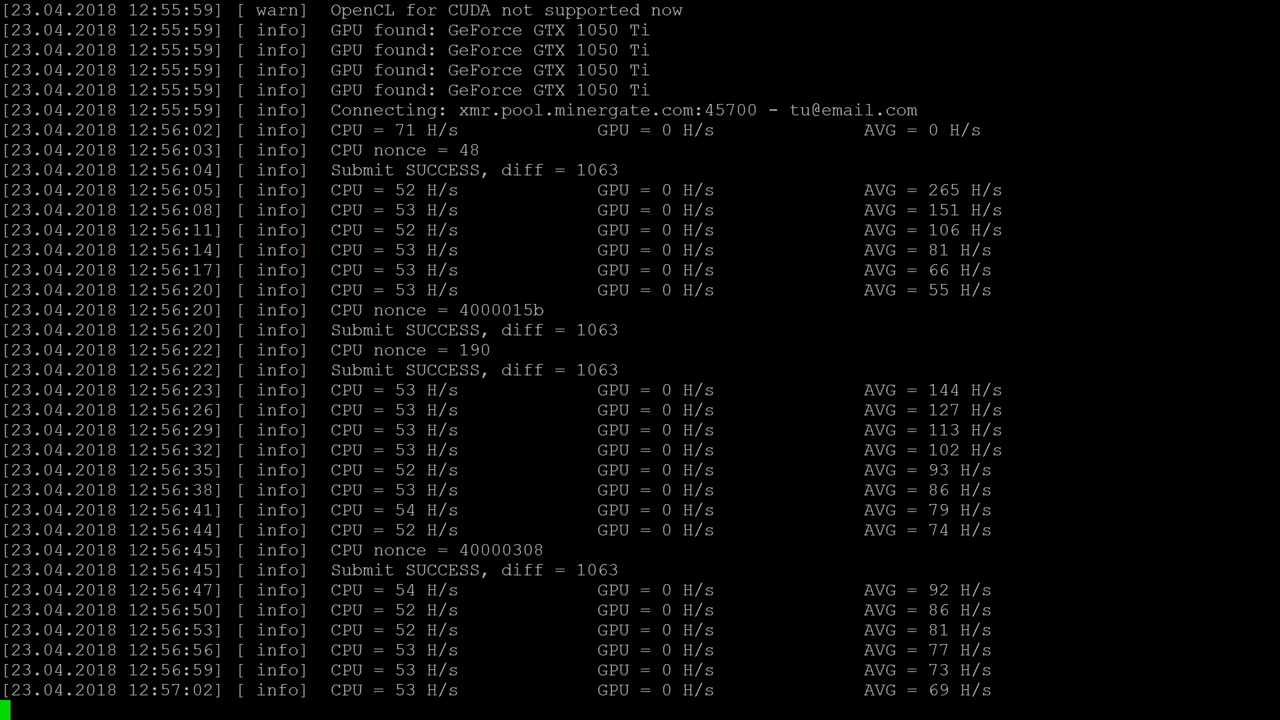 [23.04.2018 12:55:59] [ warn] OpenCL for CUDA not supported now
[23.04.2018 12:55:59] [ info] GPU found: GeForce GTX 1050 Ti
[23.04.2018 12:55:59] [ info] GPU found: GeForce GTX 1050 Ti
[23.04.2018 12:55:59] [ info] GPU found: GeForce GTX 1050 Ti
[23.04.2018 12:55:59] [ info] GPU found: GeForce GTX 1050 Ti
[23.04.2018 12:55:59] [ info] Connecting: xmr.pool.minergate.com:45700 - tu@email.com
[23.04.2018 12:56:02] [ info] CPU = 71 H/s GPU = 0 H/s AVG = 0 H/s
[23.04.2018 12:56:03] [ info] CPU nonce = 48
[23.04.2018 12:56:04] [ info] Submit SUCCESS, diff = 1063
[23.04.2018 12:56:05] [ info] CPU = 52 H/s GPU = 0 H/s AVG = 265 H/s
[23.04.2018 12:56:08] [ info] CPU = 53 H/s GPU = 0 H/s AVG = 151 H/s
[23.04.2018 12:56:11] [ info] CPU = 52 H/s GPU = 0 H/s AVG = 106 H/s
[23.04.2018 12:56:14] [ info] CPU = 53 H/s GPU = 0 H/s AVG = 81 H/s
[23.04.2018 12:56:17] [ info] CPU = 53 H/s GPU = 0 H/s AVG = 66 H/s
[23.04.2018 12:56:20] [ info] CPU = 53 H/s GPU = 0 H/s AVG = 55 H/s
[23.04.2018 12:56:20] [ info] CPU nonce = 4000015b
[23.04.2018 12:56:20] [ info] Submit SUCCESS, diff = 1063
[23.04.2018 12:56:22] [ info] CPU nonce = 190
[23.04.2018 12:56:22] [ info] Submit SUCCESS, diff = 1063
[23.04.2018 12:56:23] [ info] CPU = 53 H/s GPU = 0 H/s AVG = 144 H/s
[23.04.2018 12:56:26] [ info] CPU = 53 H/s GPU = 0 H/s AVG = 127 H/s
[23.04.2018 12:56:29] [ info] CPU = 53 H/s GPU = 0 H/s AVG = 113 H/s
[23.04.2018 12:56:32] [ info] CPU = 53 H/s GPU = 0 H/s AVG = 102 H/s
[23.04.2018 12:56:35] [ info] CPU = 52 H/s GPU = 0 H/s AVG = 93 H/s
[23.04.2018 12:56:38] [ info] CPU = 53 H/s GPU = 0 H/s AVG = 86 H/s
[23.04.2018 12:56:41] [ info] CPU = 54 H/s GPU = 0 H/s AVG = 79 H/s
[23.04.2018 12:56:44] [ info] CPU = 52 H/s GPU = 0 H/s AVG = 74 H/s
[23.04.2018 12:56:45] [ info] CPU nonce = 40000308
[23.04.2018 12:56:45] [ info] Submit SUCCESS, diff = 1063
[23.04.2018 12:56:47] [ info] CPU = 54 H/s GPU = 0 H/s AVG = 92 H/s
[23.04.2018 12:56:50] [ info] CPU = 52 H/s GPU = 0 H/s AVG = 86 H/s
[23.04.2018 12:56:53] [ info] CPU = 52 H/s GPU = 0 H/s AVG = 81 H/s
[23.04.2018 12:56:56] [ info] CPU = 53 H/s GPU = 0 H/s AVG = 77 H/s
[23.04.2018 12:56:59] [ info] CPU = 53 H/s GPU = 0 H/s AVG = 73 H/s
[23.04.2018 12:57:02] [ info] CPU = 53 H/s GPU = 0 H/s AVG = 69 H/s